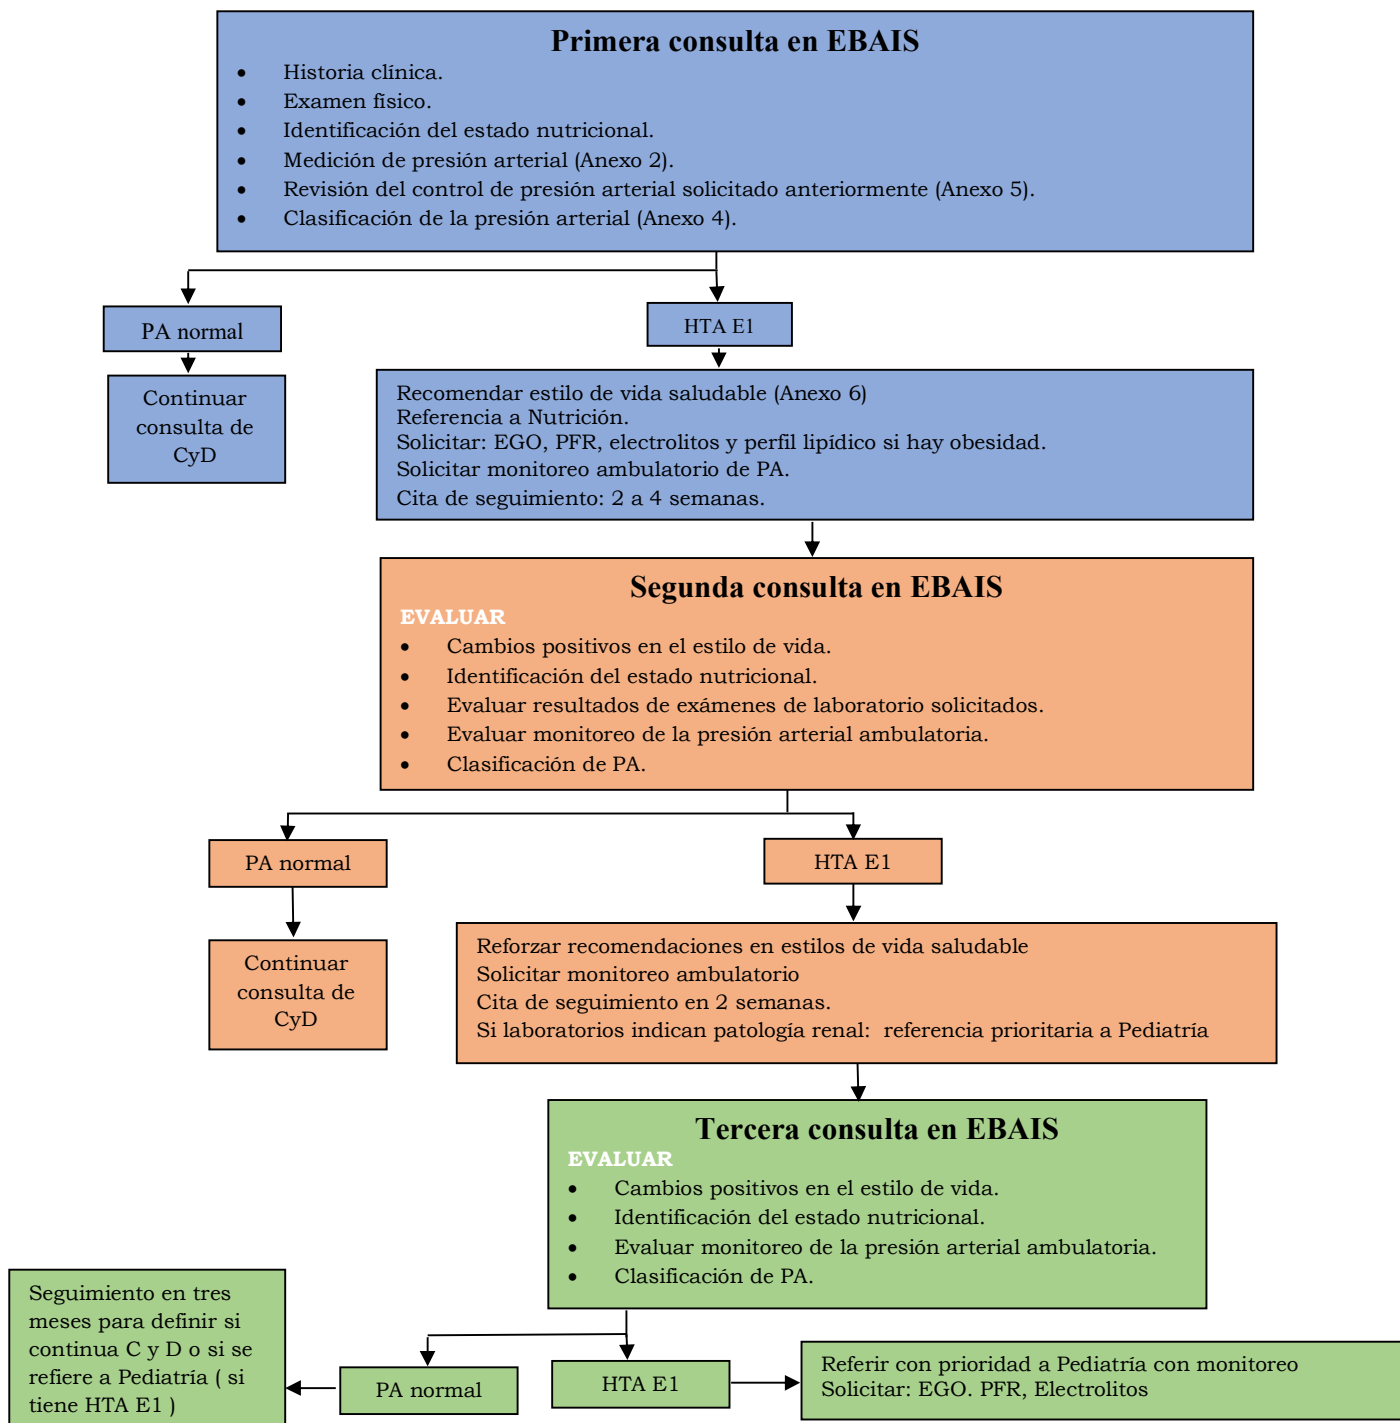 Primera consulta en EBAIS
• Historia clínica.
• Examen físico.
• Identificación del estado nutricional.
• Medición de presión arterial (Anexo 2).
• Revisión del control de presión arterial solicitado anteriormente (Anexo 5).
• Clasificación de la presión arterial (Anexo 4).
PA normal
HTA E1
Continuar
consulta de
CyD
Recomendar estilo de vida saludable (Anexo 6)
Referencia a Nutrición.
Solicitar: EGO, PFR, electrolitos y perfil lipídico si hay obesidad.
Solicitar monitoreo ambulatorio de PA.
Cita de seguimiento: 2 a 4 semanas.
Segunda consulta en EBAIS
EVALUAR
• Cambios positivos en el estilo de vida.
• Identificación del estado nutricional.
• Evaluar resultados de exámenes de laboratorio solicitados.
• Evaluar monitoreo de la presión arterial ambulatoria.
• Clasificación de PA.
PA normal
HTA E1
Continuar
consulta de
CyD
Reforzar recomendaciones en estilos de vida saludable
Solicitar monitoreo ambulatorio
Cita de seguimiento en 2 semanas.
Si laboratorios indican patología renal: referencia prioritaria a Pediatría
Tercera consulta en EBAIS
EVALUAR
• Cambios positivos en el estilo de vida.
• Identificación del estado nutricional.
• Evaluar monitoreo de la presión arterial ambulatoria.
• Clasificación de PA.
Seguimiento en tres
meses para definir si
continua C y D o si se
refiere a Pediatría ( si
tiene HTA E1 )
PA normal
HTA E1
Referir con prioridad a Pediatría con monitoreo
Solicitar: EGO. PFR, Electrolitos